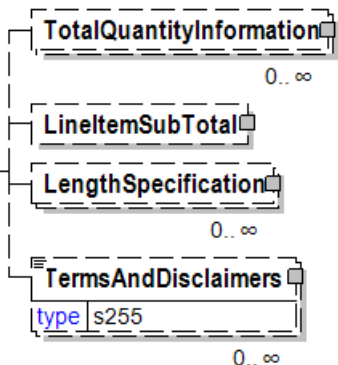 TotalQuantityInformation
0.. ∞
LineItemSubTotal
LengthSpecification
0.. ∞
TermsAndDisclaimers
type s255
0.. ∞